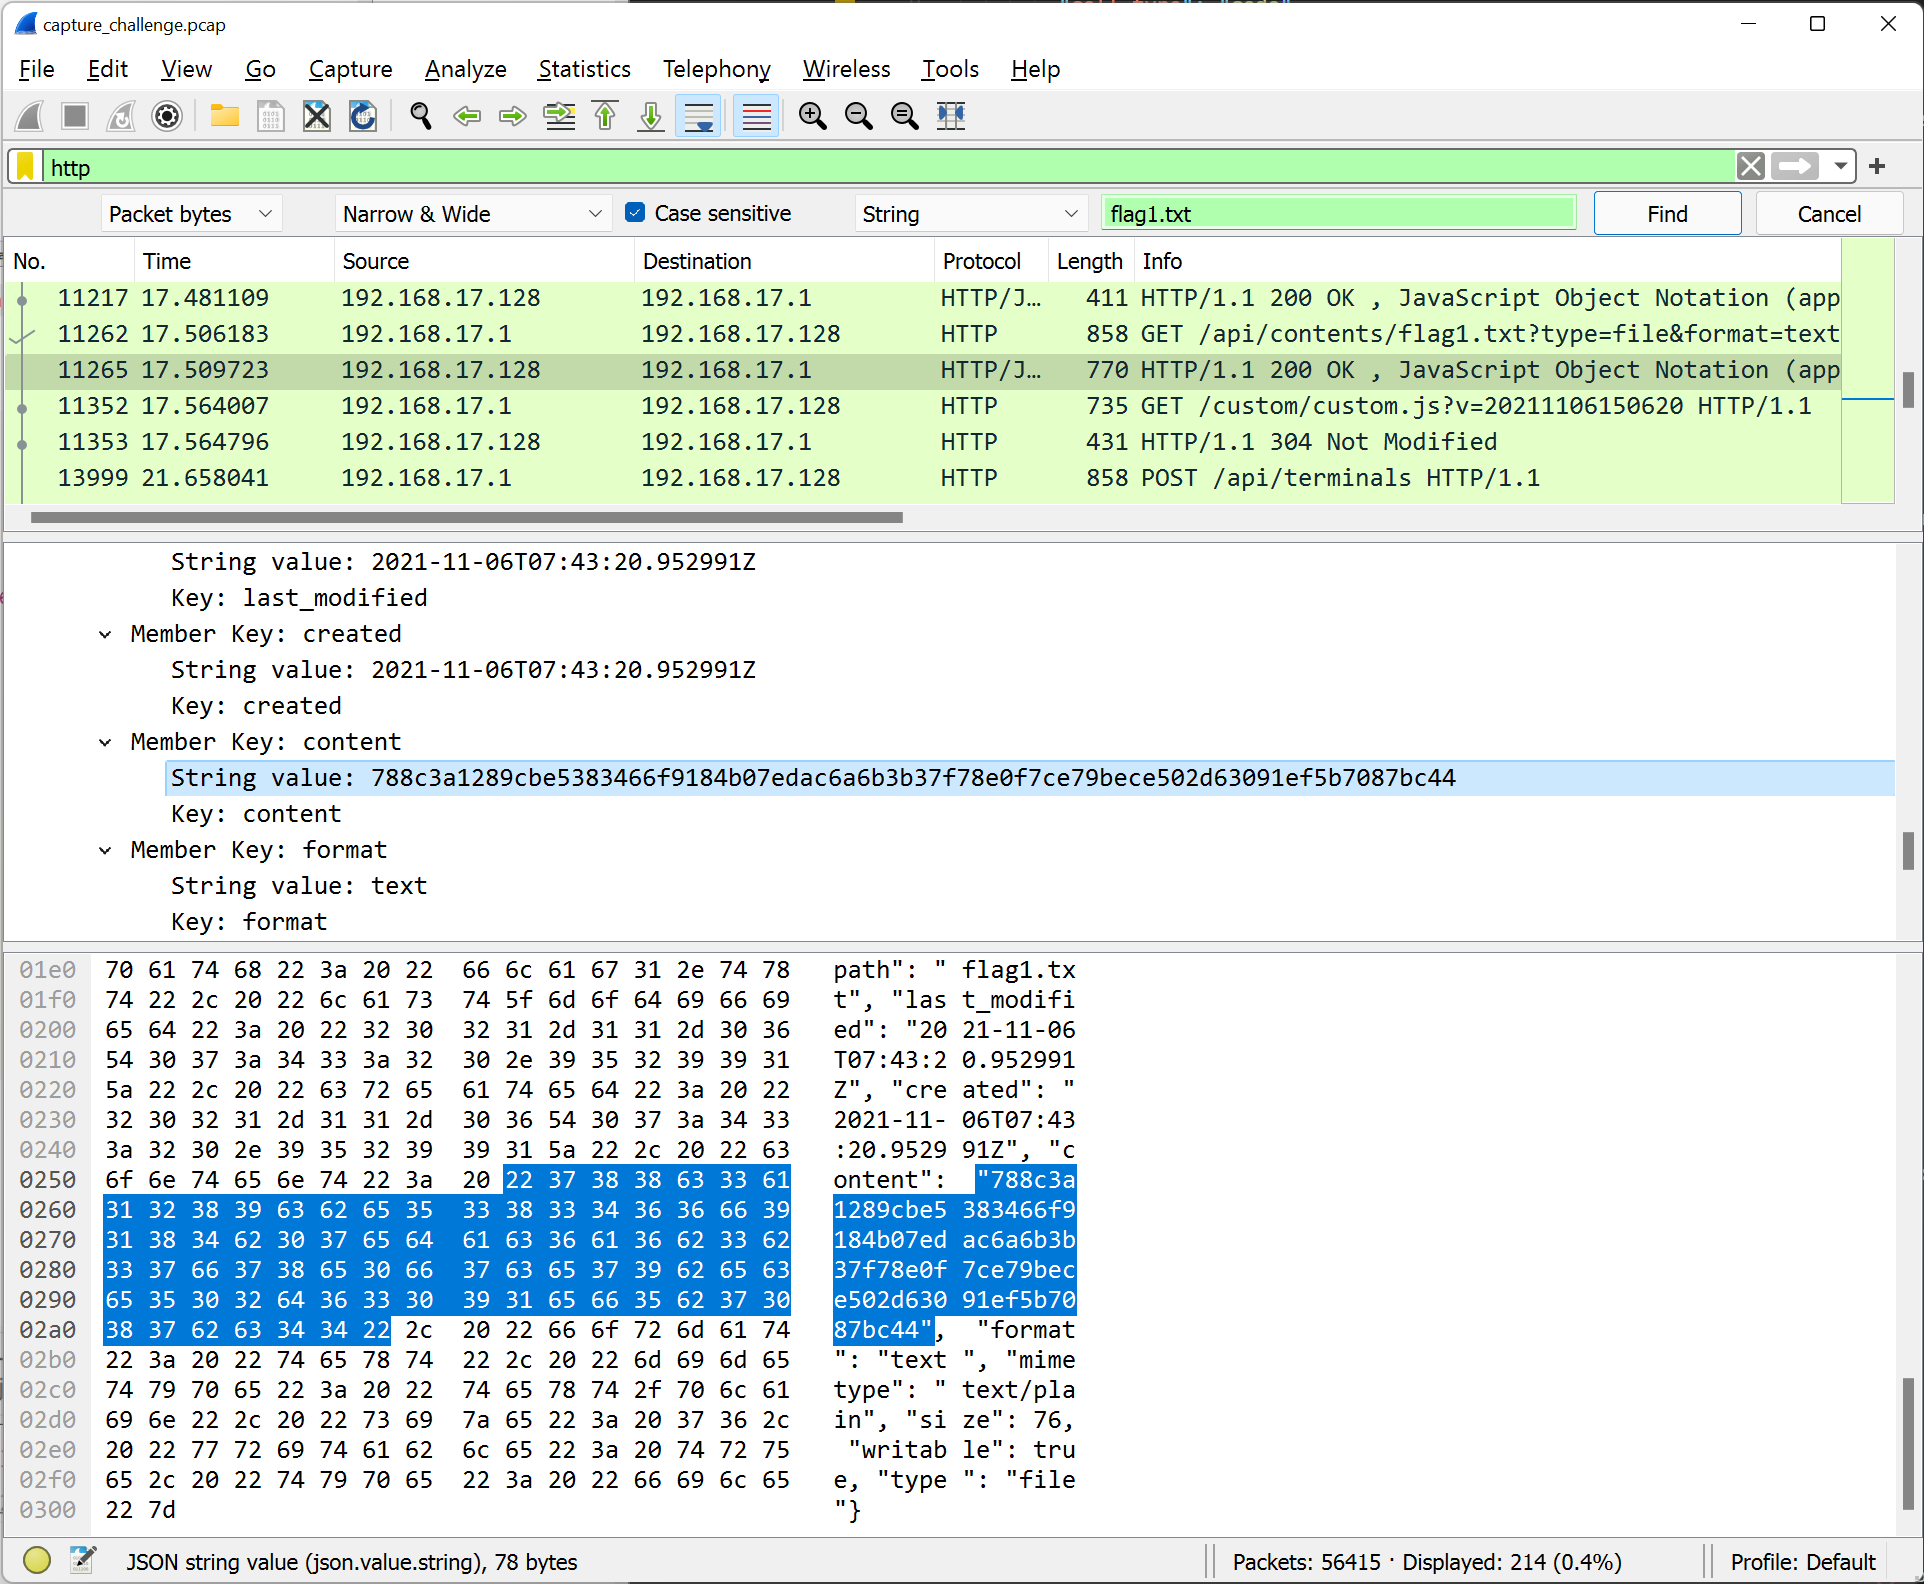 capture_challenge.pcap
File Edit View Go Capture Analyze Statistics Telephony Wireless Tools Help
http
Packet bytes Narrow & Wide Case sensitive String flag1.txt Find Cancel
No. Time Source Destination Protocol Length Info
11217 17.481109 192.168.17.128 192.168.17.1 HTTP/J… 411 HTTP/1.1 200 OK , JavaScript Object Notation (app
11262 17.506183 192.168.17.1 192.168.17.128 HTTP 858 GET /api/contents/flag1.txt?type=file&format=text
11265 17.509723 192.168.17.128 192.168.17.1 HTTP/J… 770 HTTP/1.1 200 OK , JavaScript Object Notation (app
11352 17.564007 192.168.17.1 192.168.17.128 HTTP 735 GET /custom/custom.js?v=20211106150620 HTTP/1.1
11353 17.564796 192.168.17.128 192.168.17.1 HTTP 431 HTTP/1.1 304 Not Modified
13999 21.658041 192.168.17.1 192.168.17.128 HTTP 858 POST /api/terminals HTTP/1.1
String value: 2021-11-06T07:43:20.952991Z
Key: last_modified
Member Key: created
String value: 2021-11-06T07:43:20.952991Z
Key: created
Member Key: content
String value: 788c3a1289cbe5383466f9184b07edac6a6b3b37f78e0f7ce79bece502d63091ef5b7087bc44
Key: content
Member Key: format
String value: text
Key: format
01e0 70 61 74 68 22 3a 20 22 66 6c 61 67 31 2e 74 78 path": " flag1.tx
01f0 74 22 2c 20 22 6c 61 73 74 5f 6d 6f 64 69 66 69 t", "las t_modifi
0200 65 64 22 3a 20 22 32 30 32 31 2d 31 31 2d 30 36 ed": "20 21-11-06
0210 54 30 37 3a 34 33 3a 32 30 2e 39 35 32 39 39 31 T07:43:2 0.952991
0220 5a 22 2c 20 22 63 72 65 61 74 65 64 22 3a 20 22 Z", "cre ated": "
0230 32 30 32 31 2d 31 31 2d 30 36 54 30 37 3a 34 33 2021-11- 06T07:43
0240 3a 32 30 2e 39 35 32 39 39 31 5a 22 2c 20 22 63 :20.9529 91Z", "c
0250 6f 6e 74 65 6e 74 22 3a 20 22 37 38 38 63 33 61 ontent": "788c3a
0260 31 32 38 39 63 62 65 35 33 38 33 34 36 36 66 39 1289cbe5 383466f9
0270 31 38 34 62 30 37 65 64 61 63 36 61 36 62 33 62 184b07ed ac6a6b3b
0280 33 37 66 37 38 65 30 66 37 63 65 37 39 62 65 63 37f78e0f 7ce79bec
0290 65 35 30 32 64 36 33 30 39 31 65 66 35 62 37 30 e502d630 91ef5b70
02a0 38 37 62 63 34 34 22 2c 20 22 66 6f 72 6d 61 74 87bc44", "format
02b0 22 3a 20 22 74 65 78 74 22 2c 20 22 6d 69 6d 65 ": "text ", "mime
02c0 74 79 70 65 22 3a 20 22 74 65 78 74 2f 70 6c 61 type": " text/pla
02d0 69 6e 22 2c 20 22 73 69 7a 65 22 3a 20 37 36 2c in", "si ze": 76,
02e0 20 22 77 72 69 74 61 62 6c 65 22 3a 20 74 72 75 "writab le": tru
02f0 65 2c 20 22 74 79 70 65 22 3a 20 22 66 69 6c 65 e, "type ": "file
0300 22 7d "}
JSON string value (json.value.string), 78 bytes Packets: 56415 · Displayed: 214 (0.4%) Profile: Default